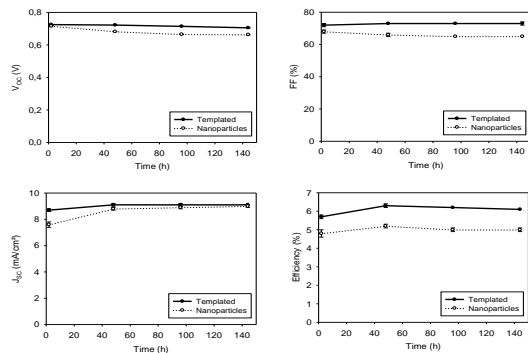 0,8
0,6
0,4
0,2
0,0
V_OC (V)
Templated
Nanoparticles
0 20 40 60 80 100 120 140
Time (h)
80
60
40
20
0
FF (%)
Templated
Nanoparticles
0 20 40 60 80 100 120 140
Time (h)
10
8
6
4
2
0
J_SC (mA/cm²)
Templated
Nanoparticles
0 20 40 60 80 100 120 140
Time (h)
7
6
5
4
3
2
1
0
Efficiency (%)
Templated
Nanoparticles
0 20 40 60 80 100 120 140
Time (h)